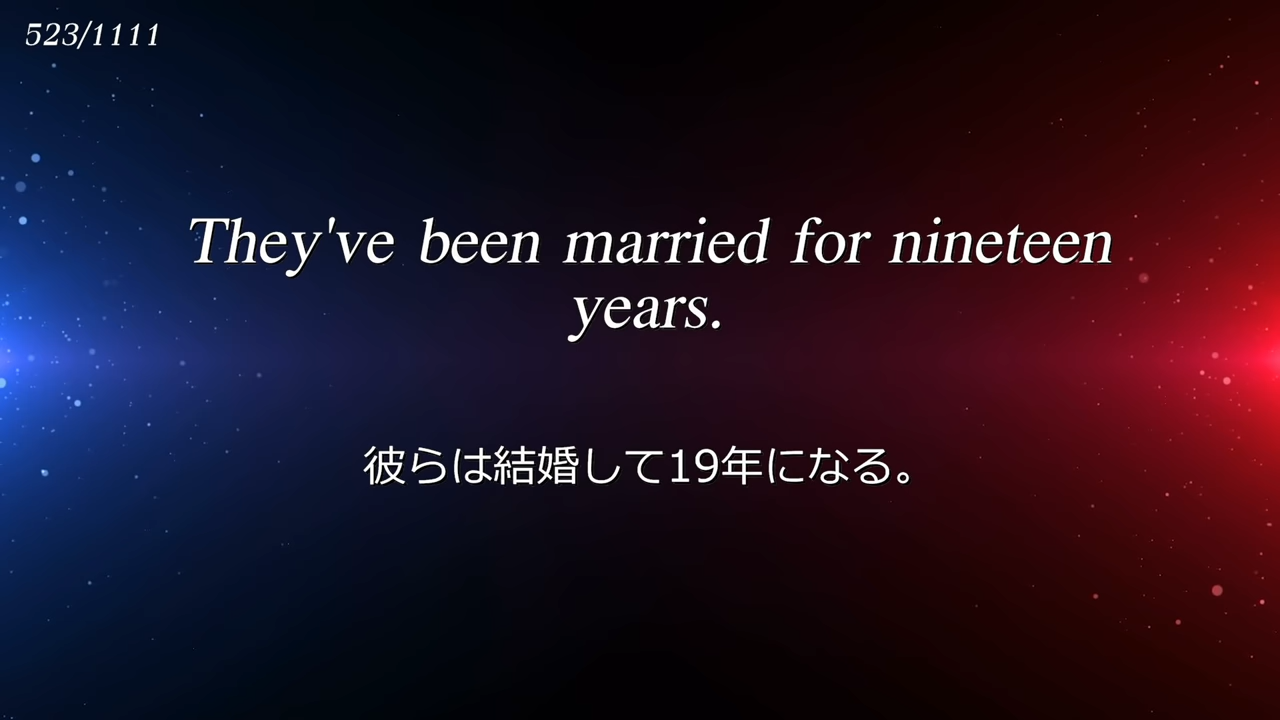 523/1111
They've been married for nineteen
years.
彼らは結婚して19年になる。